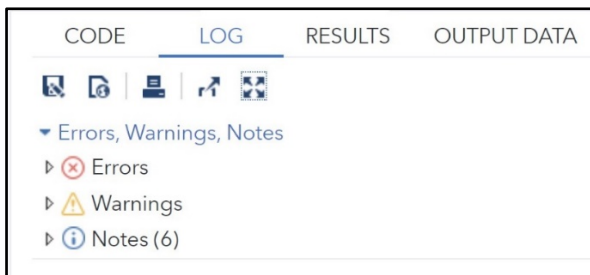 CODE LOG RESULTS OUTPUT DATA
Errors, Warnings, Notes
Errors
Warnings
Notes (6)